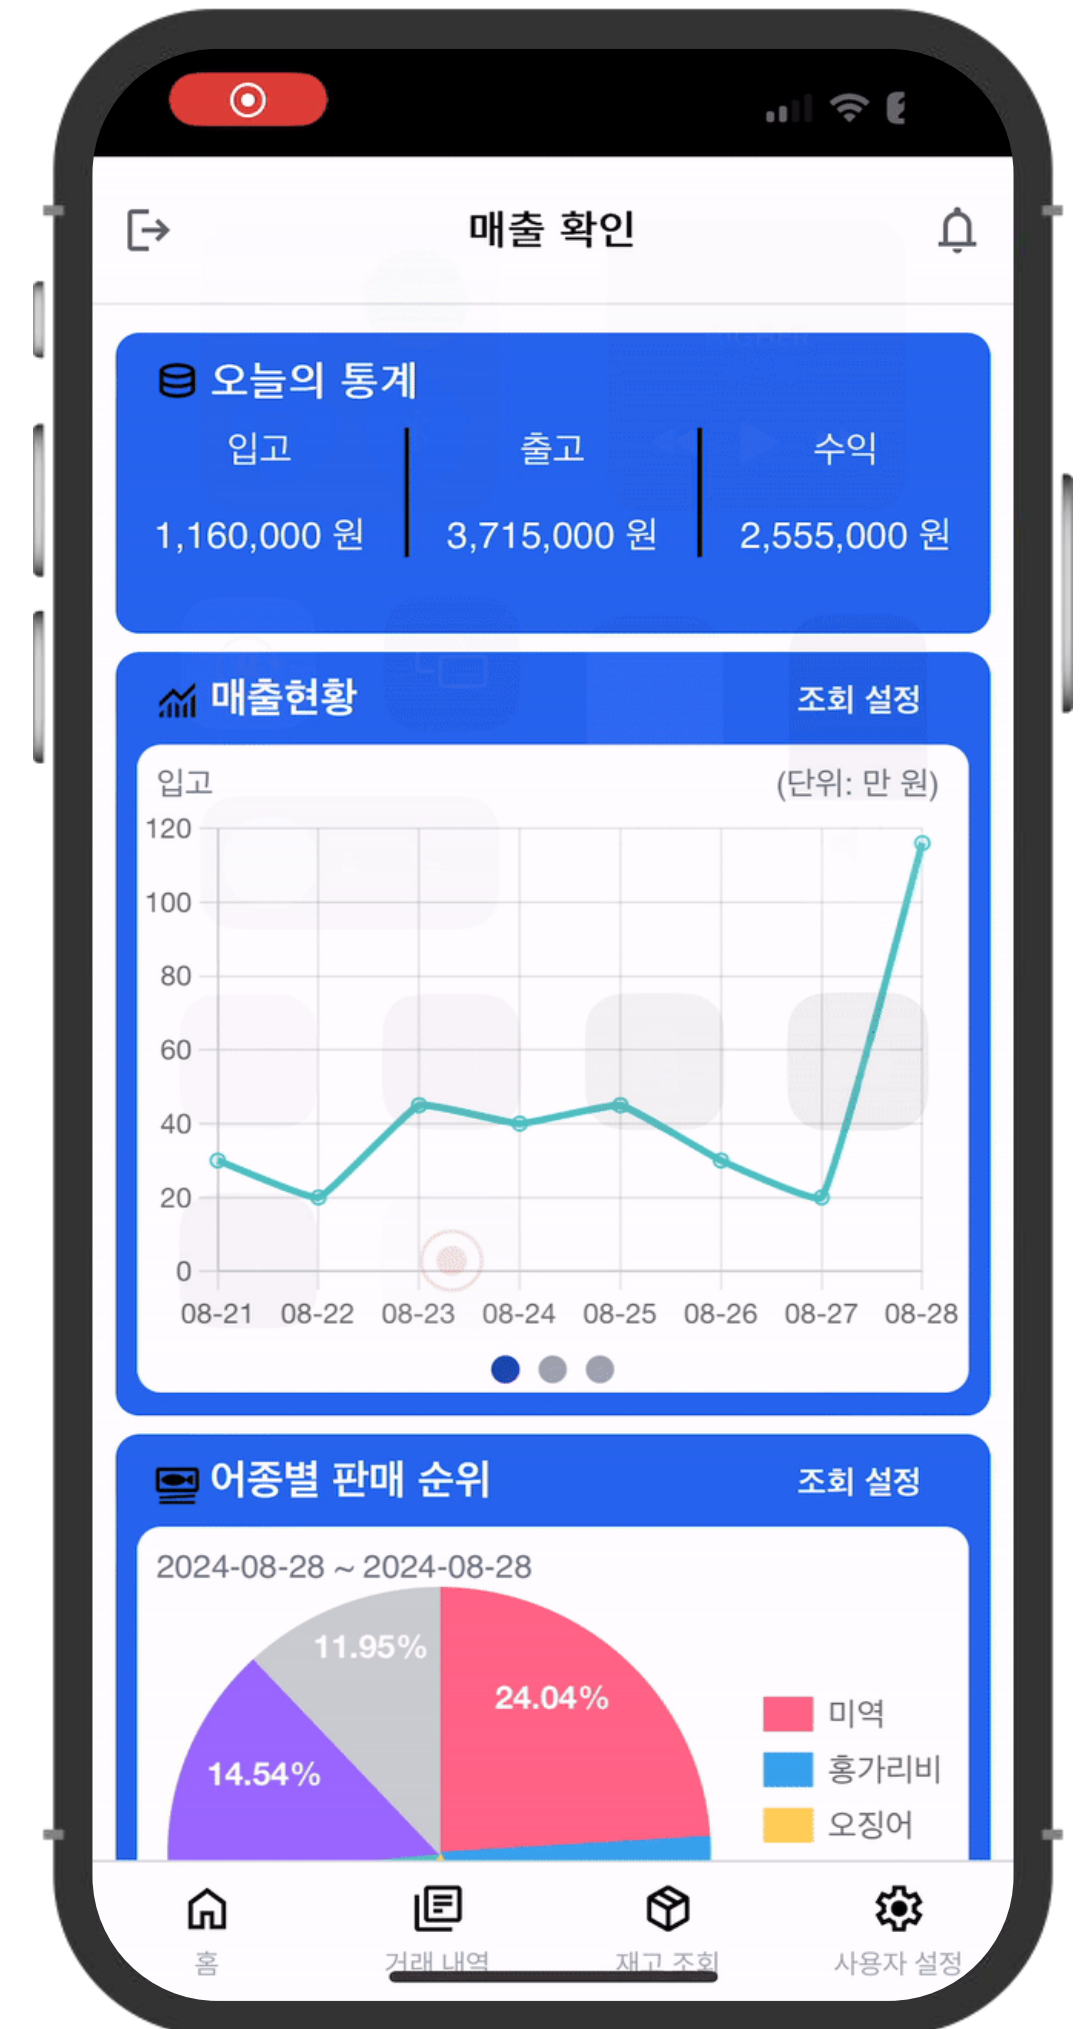 매출 확인
오늘의 통계
입고 출고 수익
1,160,000 원 3,715,000 원 2,555,000 원
매출현황 조회 설정
입고 (단위: 만 원)
120
100
80
60
40
20
0
08-21 08-22 08-23 08-24 08-25 08-26 08-27 08-28
어종별 판매 순위 조회 설정
2024-08-28 ~ 2024-08-28
11.95%
24.04%
14.54%
미역
홍가리비
오징어
홈 거래 내역 재고 조회 사용자 설정